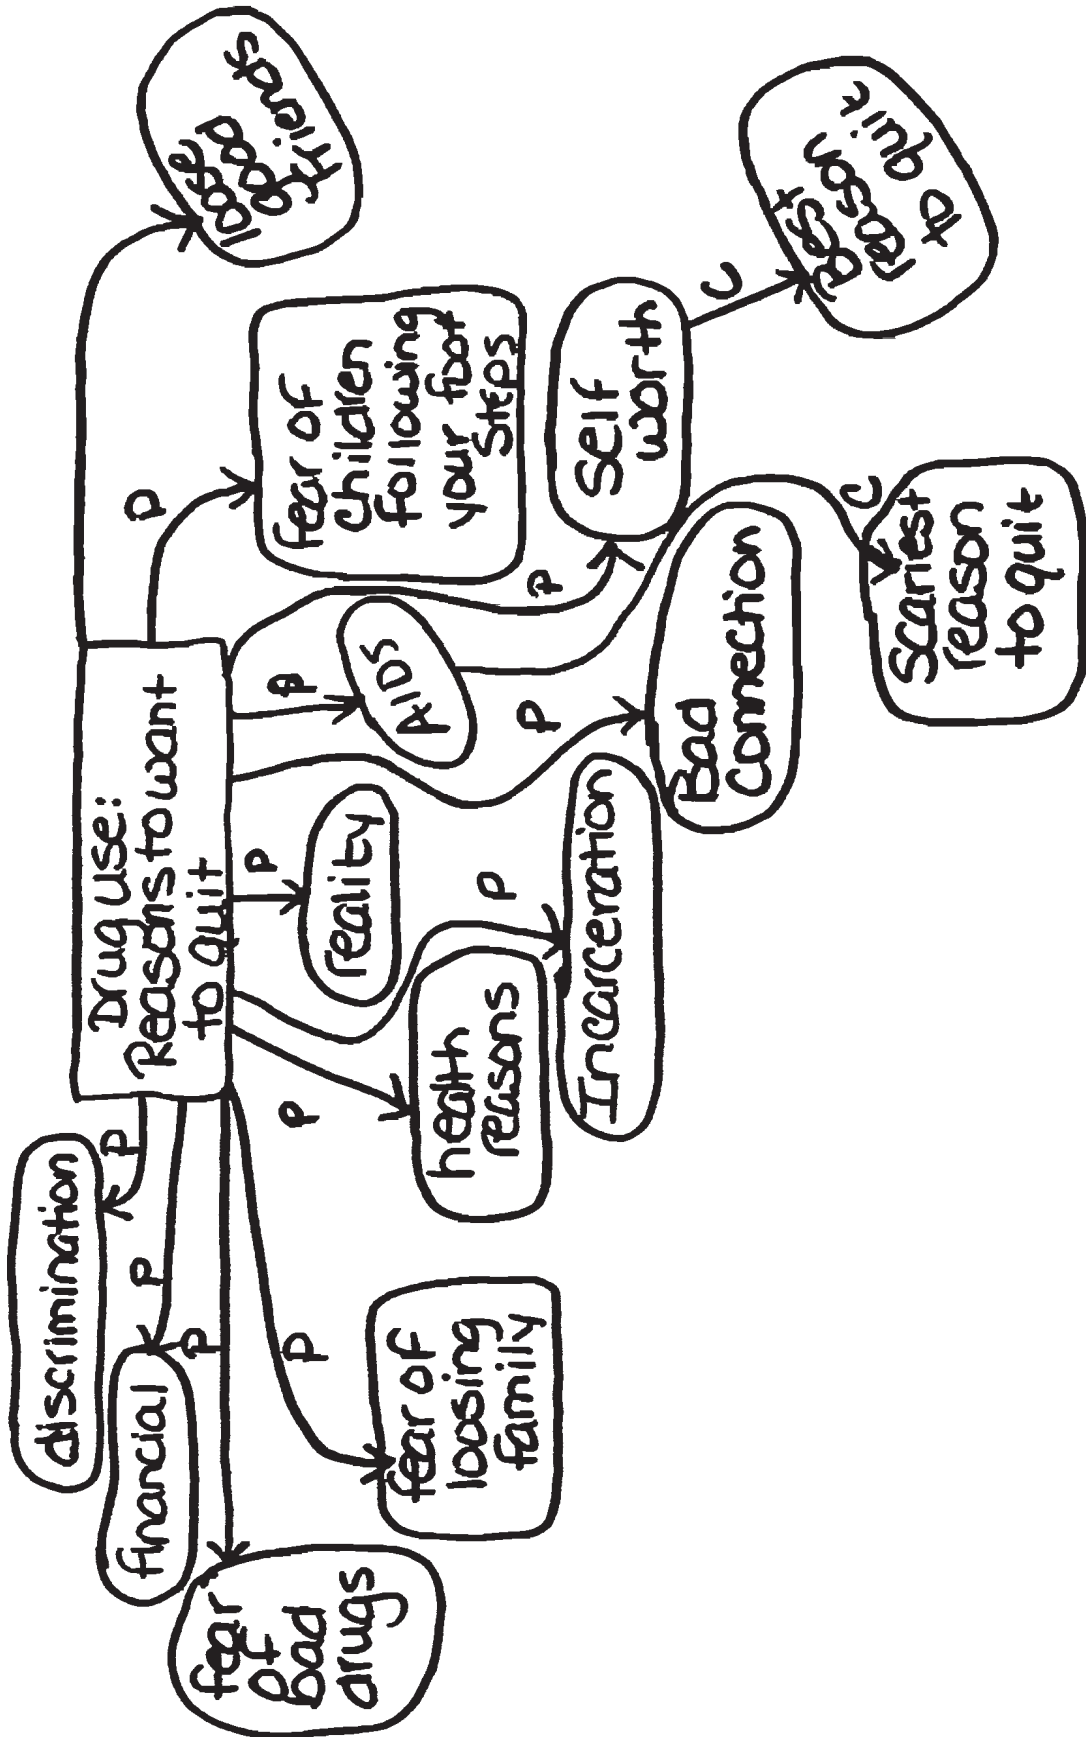 Drug use:
Reasons to want
to quit
discrimination
P
financial
P
fear
of
bad
drugs
P
fear of
loosing
family
P
health
reasons
P
Incarceration
P
reality
P
Bad
Connection
P
AIDS
P
Self
worth
P
fear of
Children
following
your foot
Steps
P
loose
good
friends
C
Best
reason
to quit
C
Scariest
reason
to quit